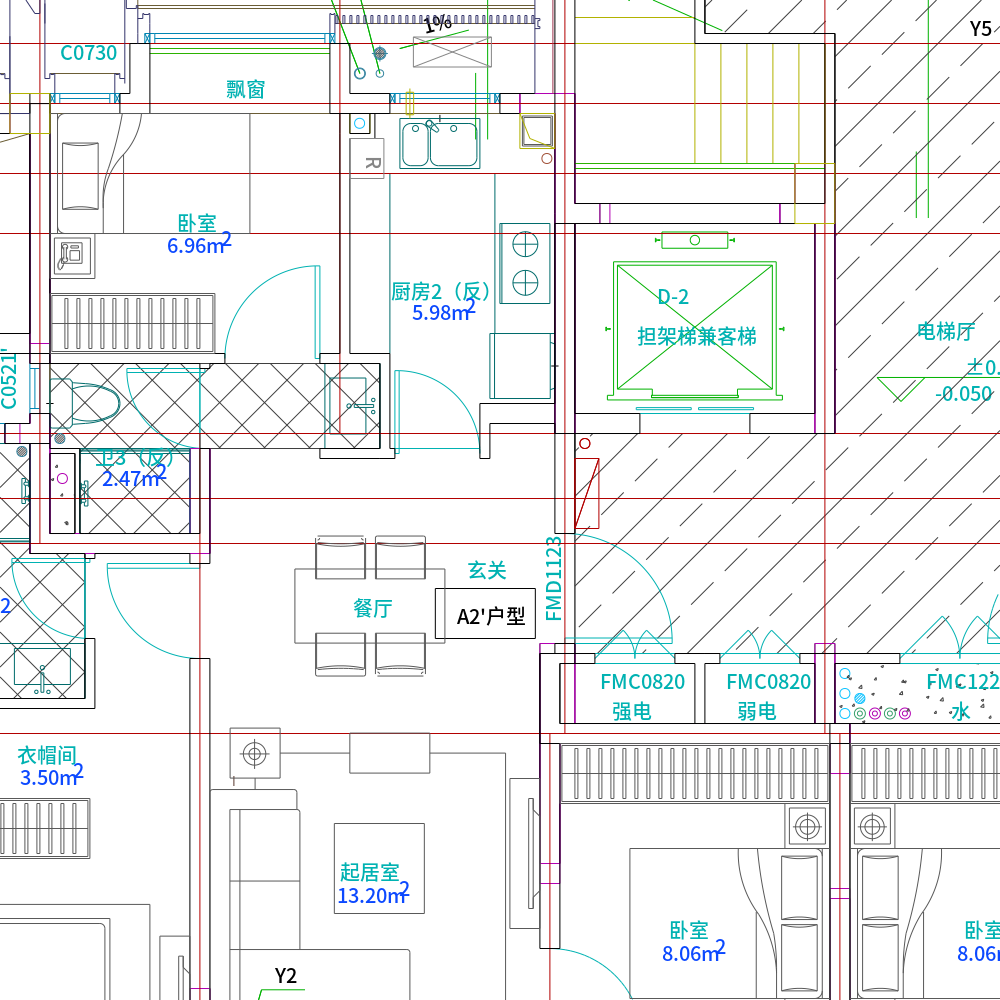 1%
Y5
C0730
飘窗
R
卧室
6.96m2
厨房2（反）
5.98m2
D-2
担架梯兼客梯
电梯厅
±0.
-0.050
C0521'
卫3（反）
2.47m2
FMD1123
玄关
餐厅
A2'户型
2
FMC0820
强电
FMC0820
弱电
FMC122
水
衣帽间
3.50m2
起居室
13.20m2
卧室
8.06m2
卧室
8.06m
Y2